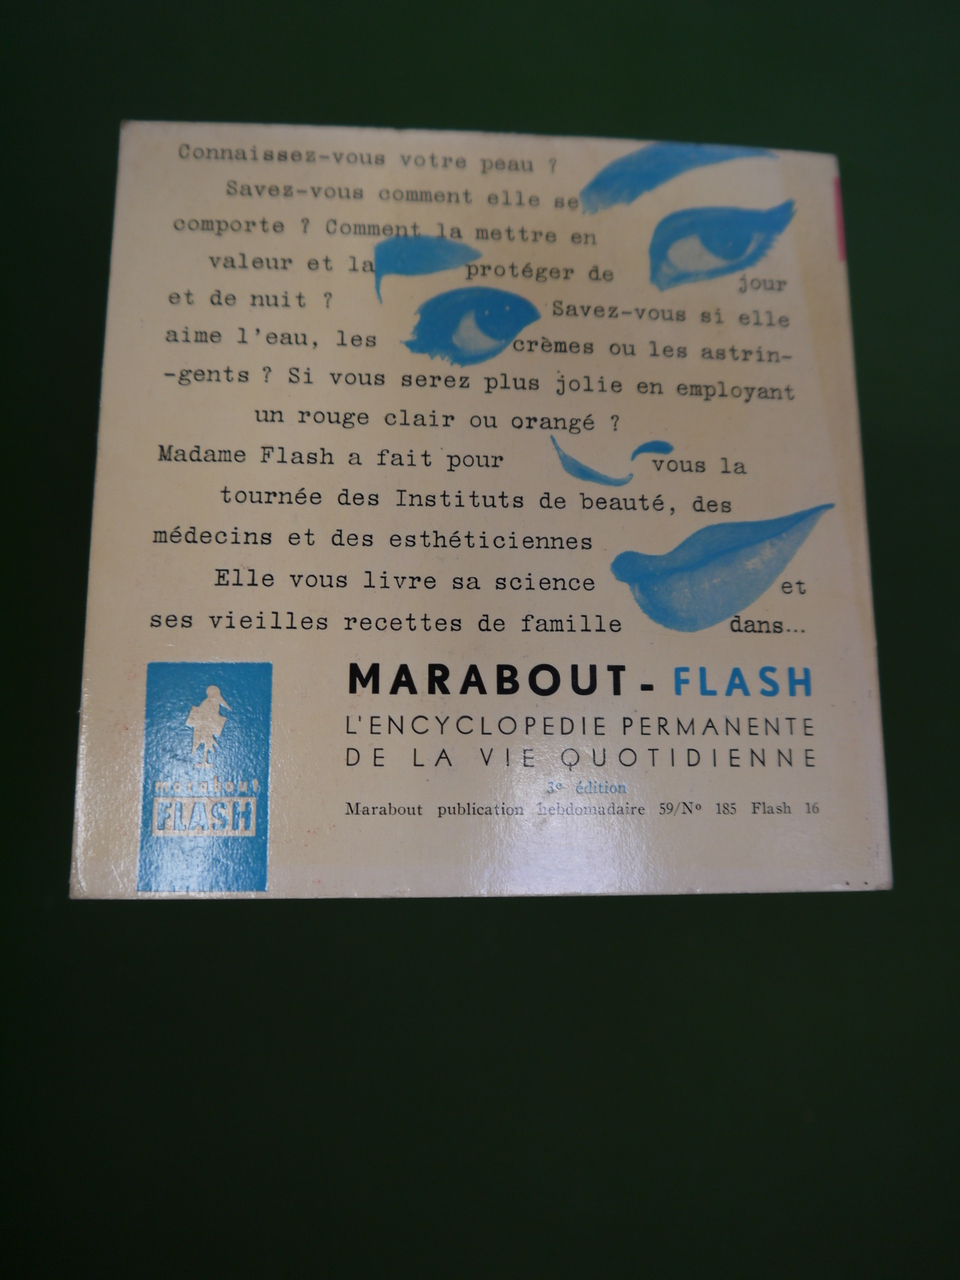 Connaissez-vous votre peau ?
Savez-vous comment elle se
comporte ? Comment la mettre en
valeur et la protéger de jour
et de nuit ? Savez-vous si elle
aime l'eau, les crèmes ou les astrin-
-gents ? Si vous serez plus jolie en employant
un rouge clair ou orangé ?
Madame Flash a fait pour vous la
tournée des Instituts de beauté, des
médecins et des esthéticiennes
Elle vous livre sa science et
ses vieilles recettes de famille dans...
MARABOUT - FLASH
L'ENCYCLOPEDIE PERMANENTE
DE LA VIE QUOTIDIENNE
3e édition
Marabout publication hebdomadaire 59/Nº 185 Flash 16
marabout
FLASH